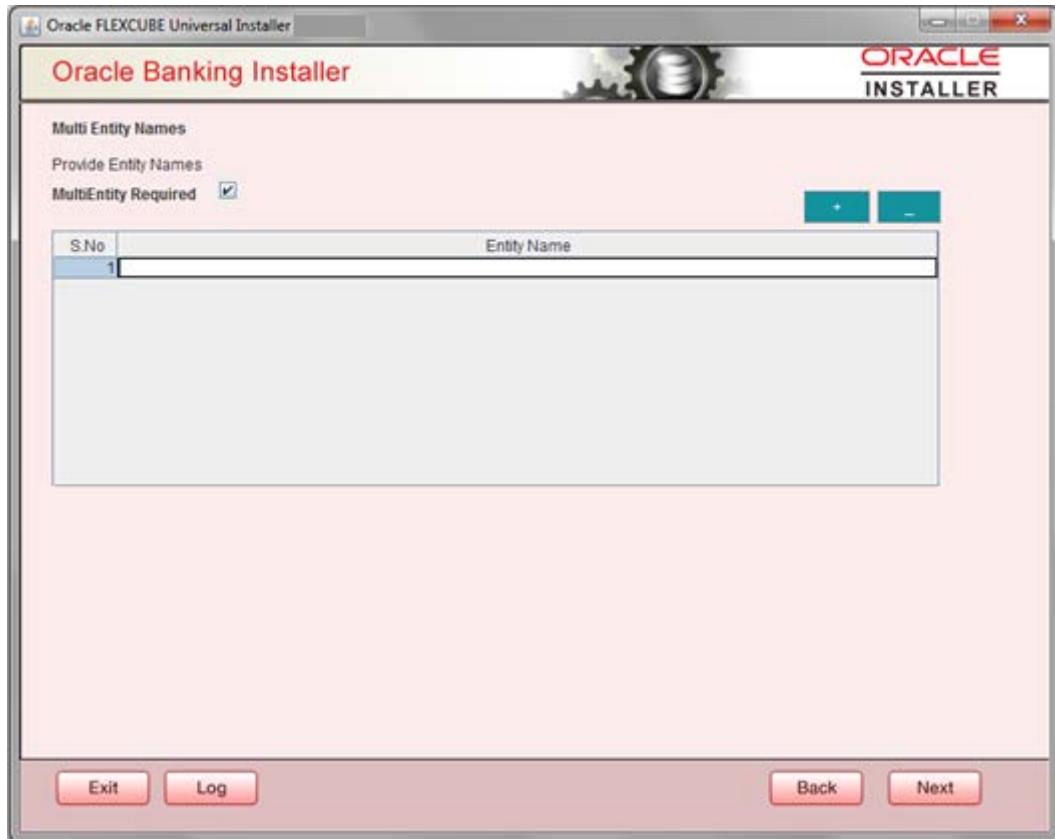 Oracle FLEXCUBE Universal Installer
Oracle Banking Installer
ORACLE
INSTALLER
Multi Entity Names
Provide Entity Names
MultiEntity Required
+ _
S.No Entity Name
1
Exit Log Back Next